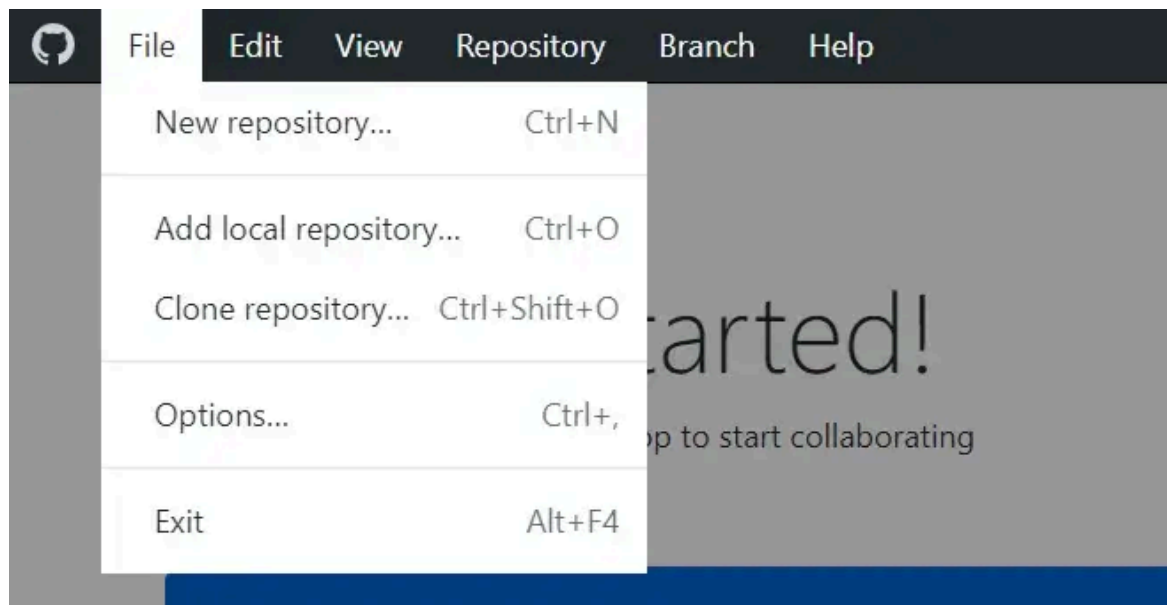 File Edit View Repository Branch Help
New repository... Ctrl+N
Add local repository... Ctrl+O
Clone repository... Ctrl+Shift+O
tarted!
Options... Ctrl+,
op to start collaborating
Exit Alt+F4